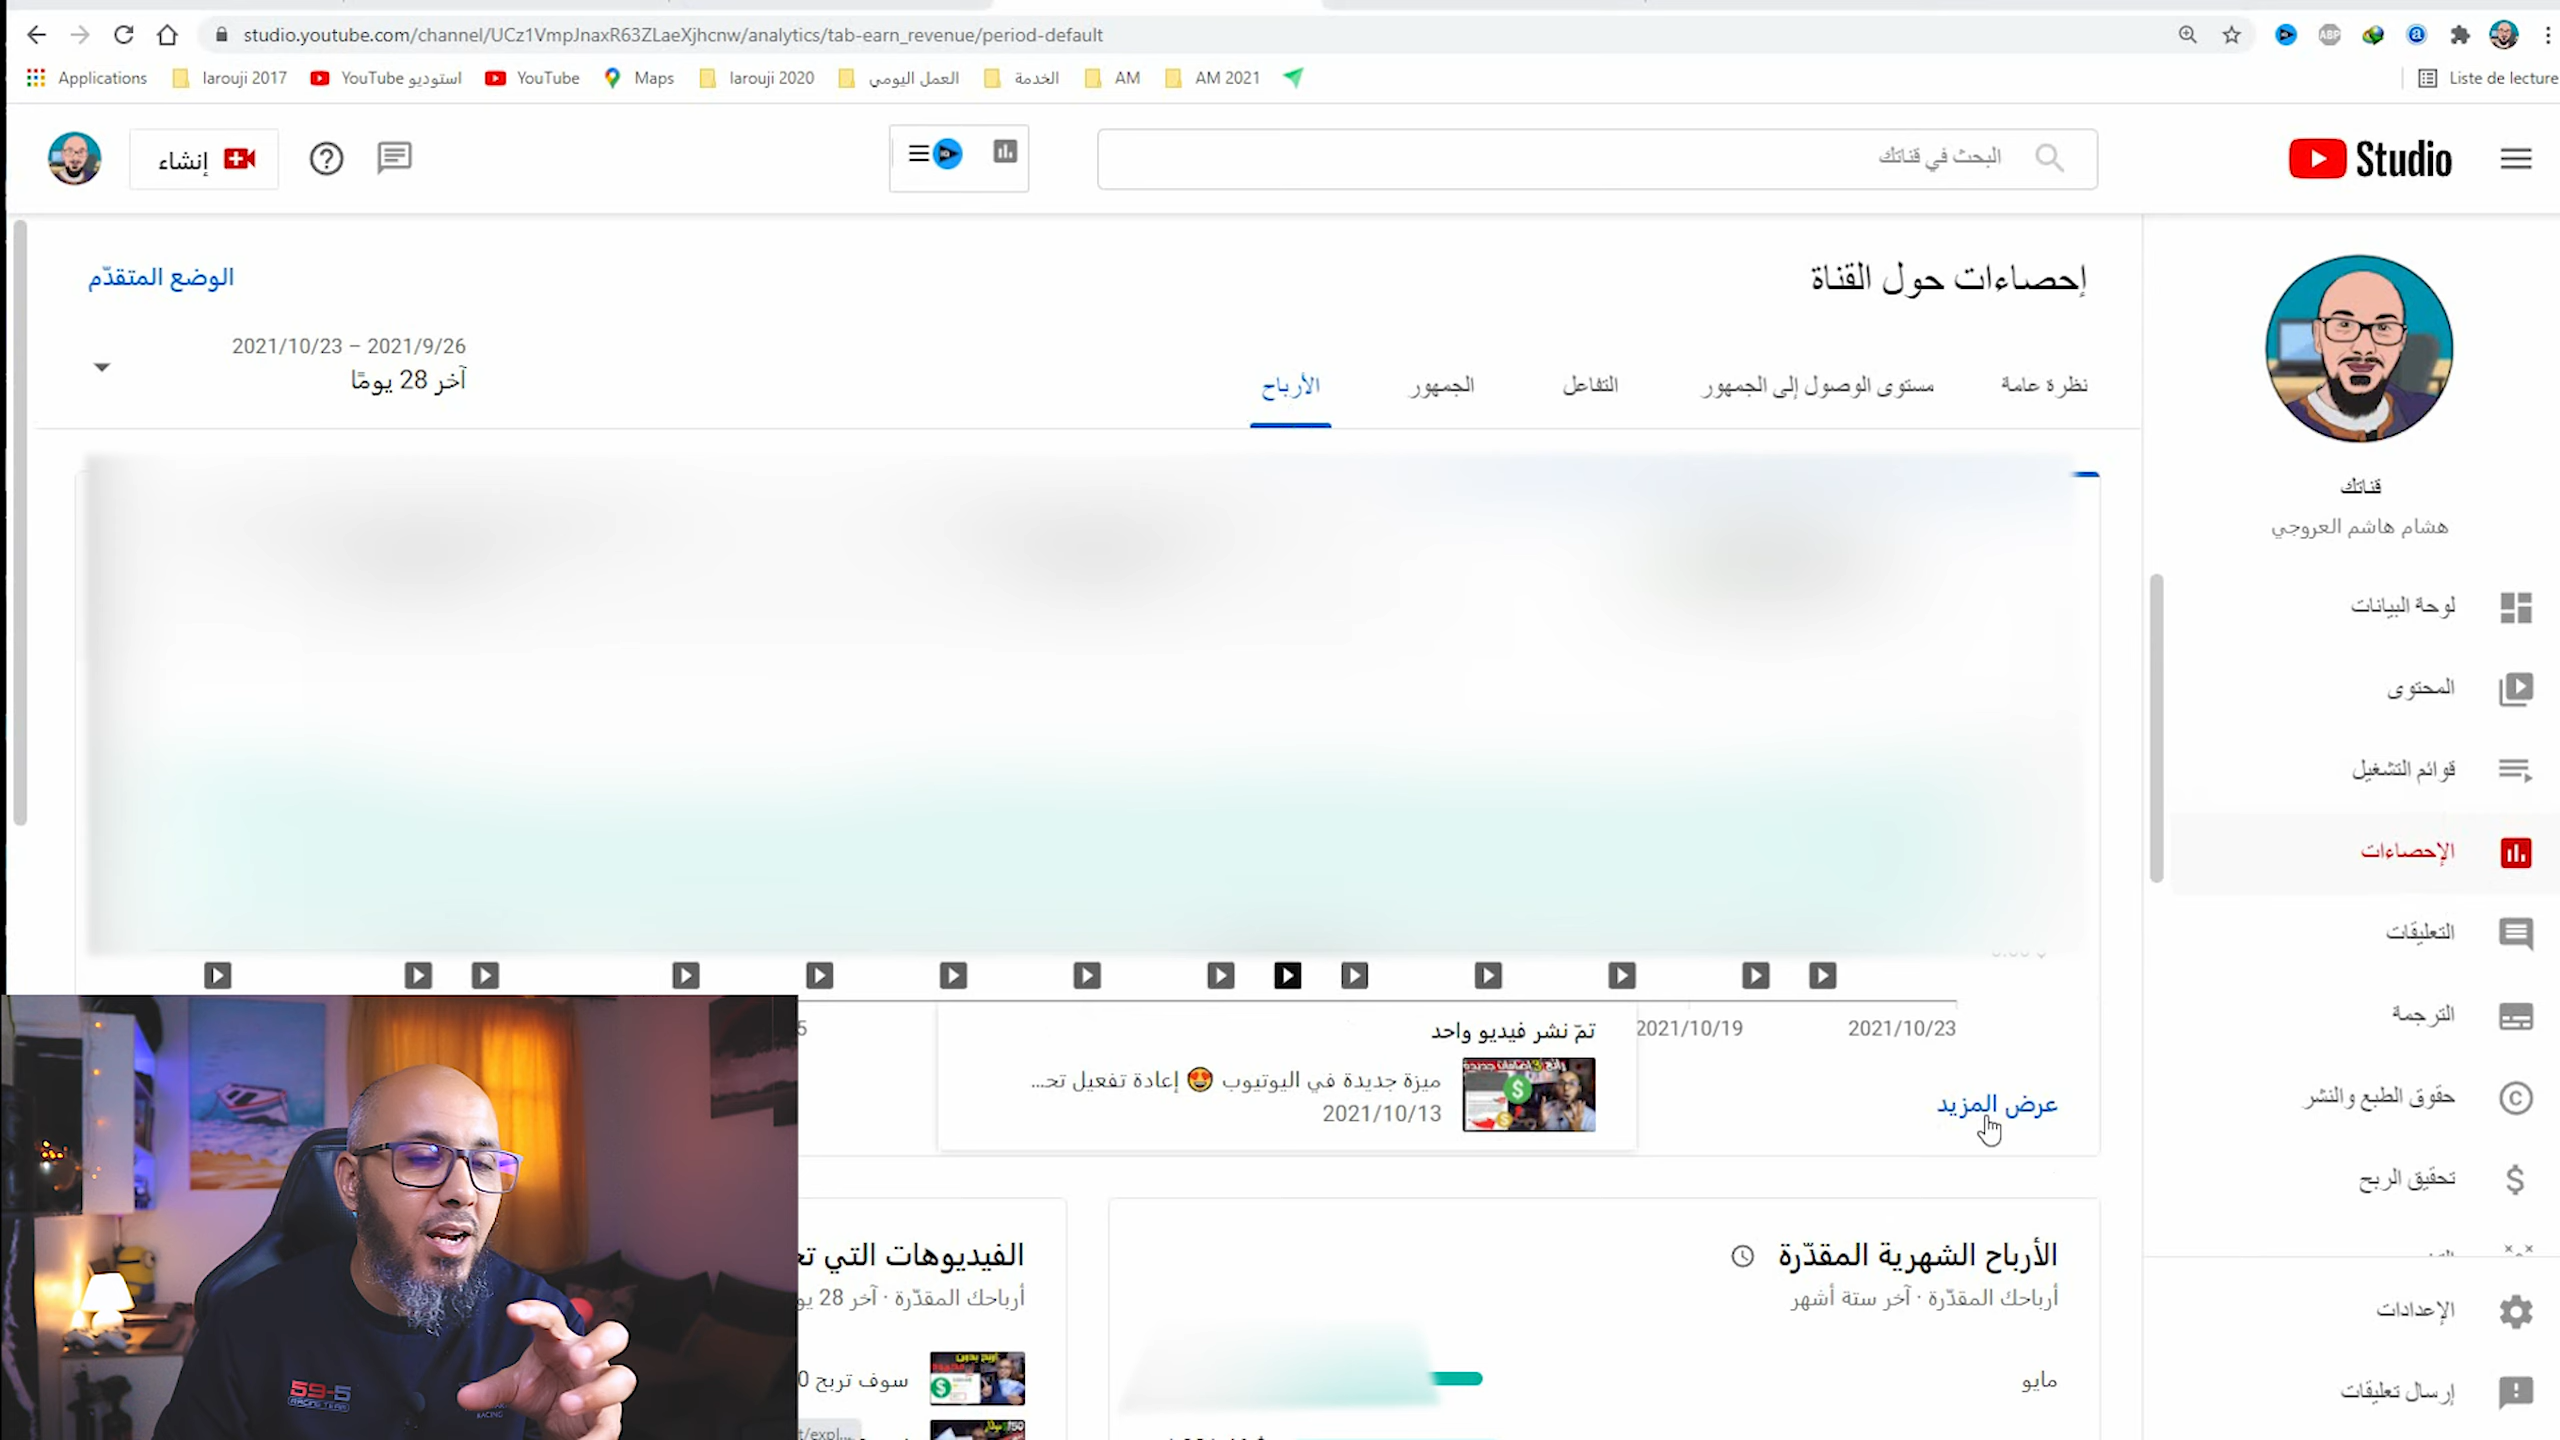 studio.youtube.com/channel/UCz1VmpJnaxR63ZLaeXjhcnw/analytics/tab-earn_revenue/period-default
Applications
larouji 2017
YouTube استوديو
YouTube
Maps
larouji 2020
العمل اليومي
الخدمة
AM
AM 2021
Liste de lecture
ABP
Studio
البحث في قناتك
إنشاء
إحصاءات حول القناة
الوضع المتقدّم
2021/10/23 – 2021/9/26
آخر 28 يومًا
نظرة عامة
مستوى الوصول إلى الجمهور
التفاعل
الجمهور
الأرباح
قناتك
هشام هاشم العروجي
لوحة البيانات
المحتوى
قوائم التشغيل
الإحصاءات
التعليقات
الترجمة
حقوق الطبع والنشر
تحقيق الربح
الإعدادات
إرسال تعليقات
2021/10/19
2021/10/23
تمّ نشر فيديو واحد
ميزة جديدة في اليوتيوب 😍 إعادة تفعيل تحـ...
2021/10/13
عرض المزيد
الأرباح الشهرية المقدّرة
أرباحك المقدّرة · آخر ستة أشهر
مايو
الفيديوهات التي
أرباحك المقدّرة · آخر 28
سوف تربح
59-5
RACING TEAM
RACING